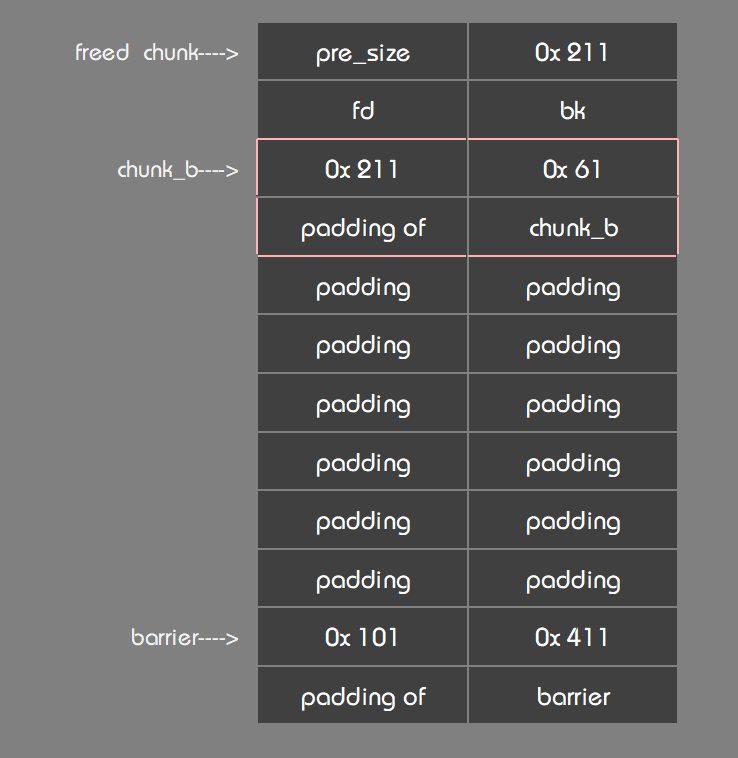 freed chunk----> pre_size 0x 211
fd bk
chunk_b----> 0x 211 0x 61
padding of chunk_b
padding padding
padding padding
padding padding
padding padding
padding padding
padding padding
barrier----> 0x 101 0x 411
padding of barrier